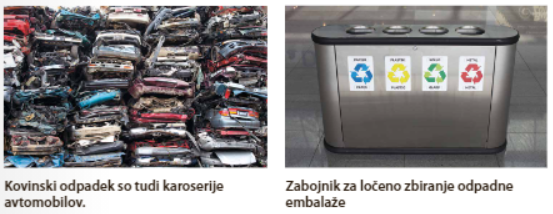 Kovinski odpadek so tudi karoserije
avtomobilov.
Zabojnik za ločeno zbiranje odpadne
embalaže